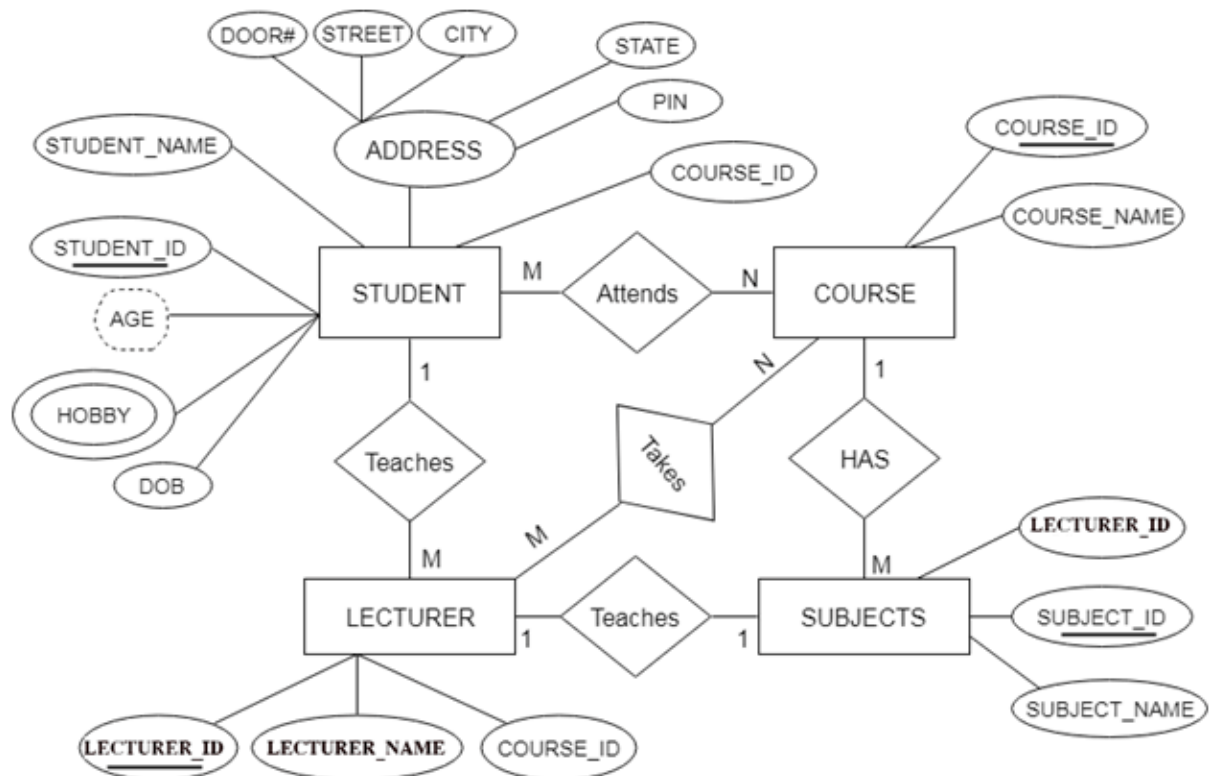 DOOR#
STREET
CITY
STATE
PIN
ADDRESS
STUDENT_NAME
COURSE_ID
COURSE_ID
COURSE_NAME
STUDENT_ID
AGE
HOBBY
DOB
STUDENT
M
Attends
N
COURSE
1
Teaches
M
N
Takes
M
1
HAS
M
LECTURER
1
Teaches
1
SUBJECTS
LECTURER_ID
SUBJECT_ID
SUBJECT_NAME
LECTURER_ID
LECTURER_NAME
COURSE_ID